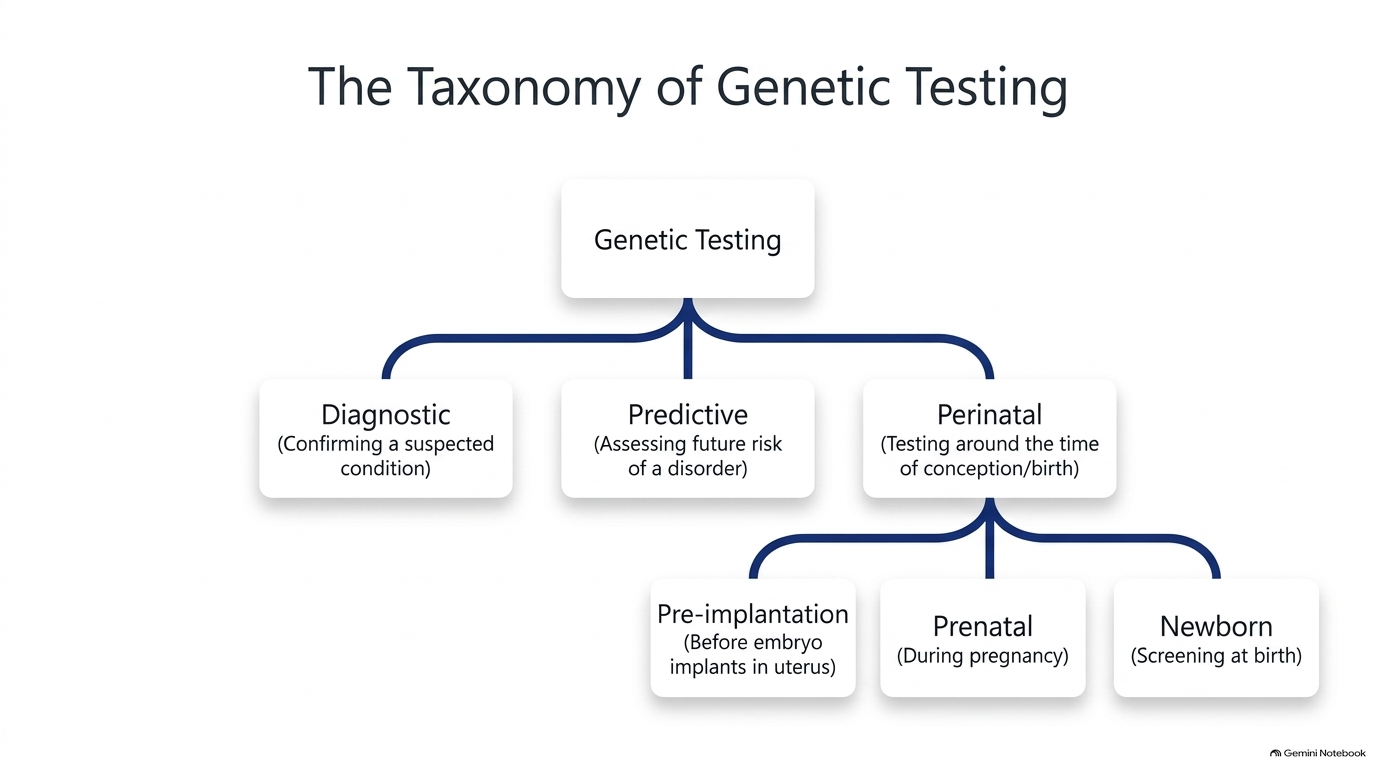 The Taxonomy of Genetic Testing
Genetic Testing
Diagnostic
(Confirming a suspected
condition)
Predictive
(Assessing future risk
of a disorder)
Perinatal
(Testing around the time
of conception/birth)
Pre-implantation
(Before embryo
implants in uterus)
Prenatal
(During pregnancy)
Newborn
(Screening at birth)
Gemini Notebook